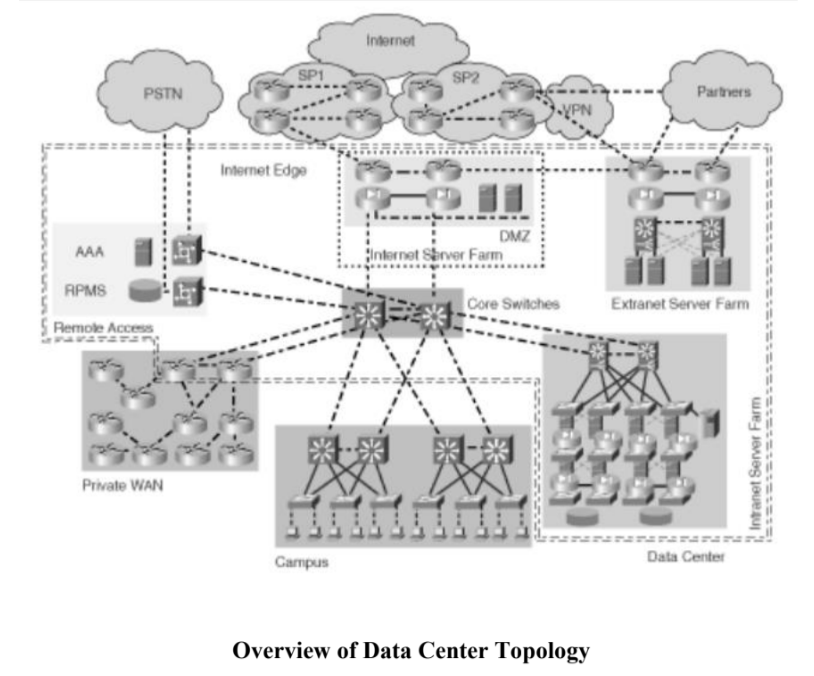 Internet
SP1
SP2
PSTN
VPN
Partners
Internet Edge
DMZ
Internet Server Farm
AAA
RPMS
Remote Access
Core Switches
Extranet Server Farm
Private WAN
Campus
Intranet Server Farm
Data Center
Overview of Data Center Topology